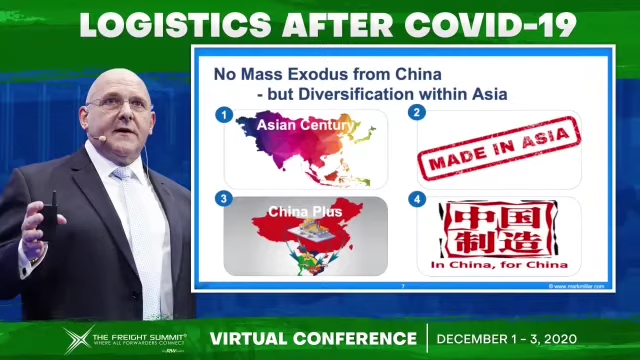 LOGISTICS AFTER COVID-19
No Mass Exodus from China
- but Diversification within Asia
1
Asian Century
2
MADE IN ASIA
3
China Plus
4
中国
制造
In China, for China
7
© www.markmiller.com
THE FREIGHT SUMMIT®
WHERE ALL FORWARDERS CONNECT
VIRTUAL CONFERENCE
DECEMBER 1 - 3, 2020